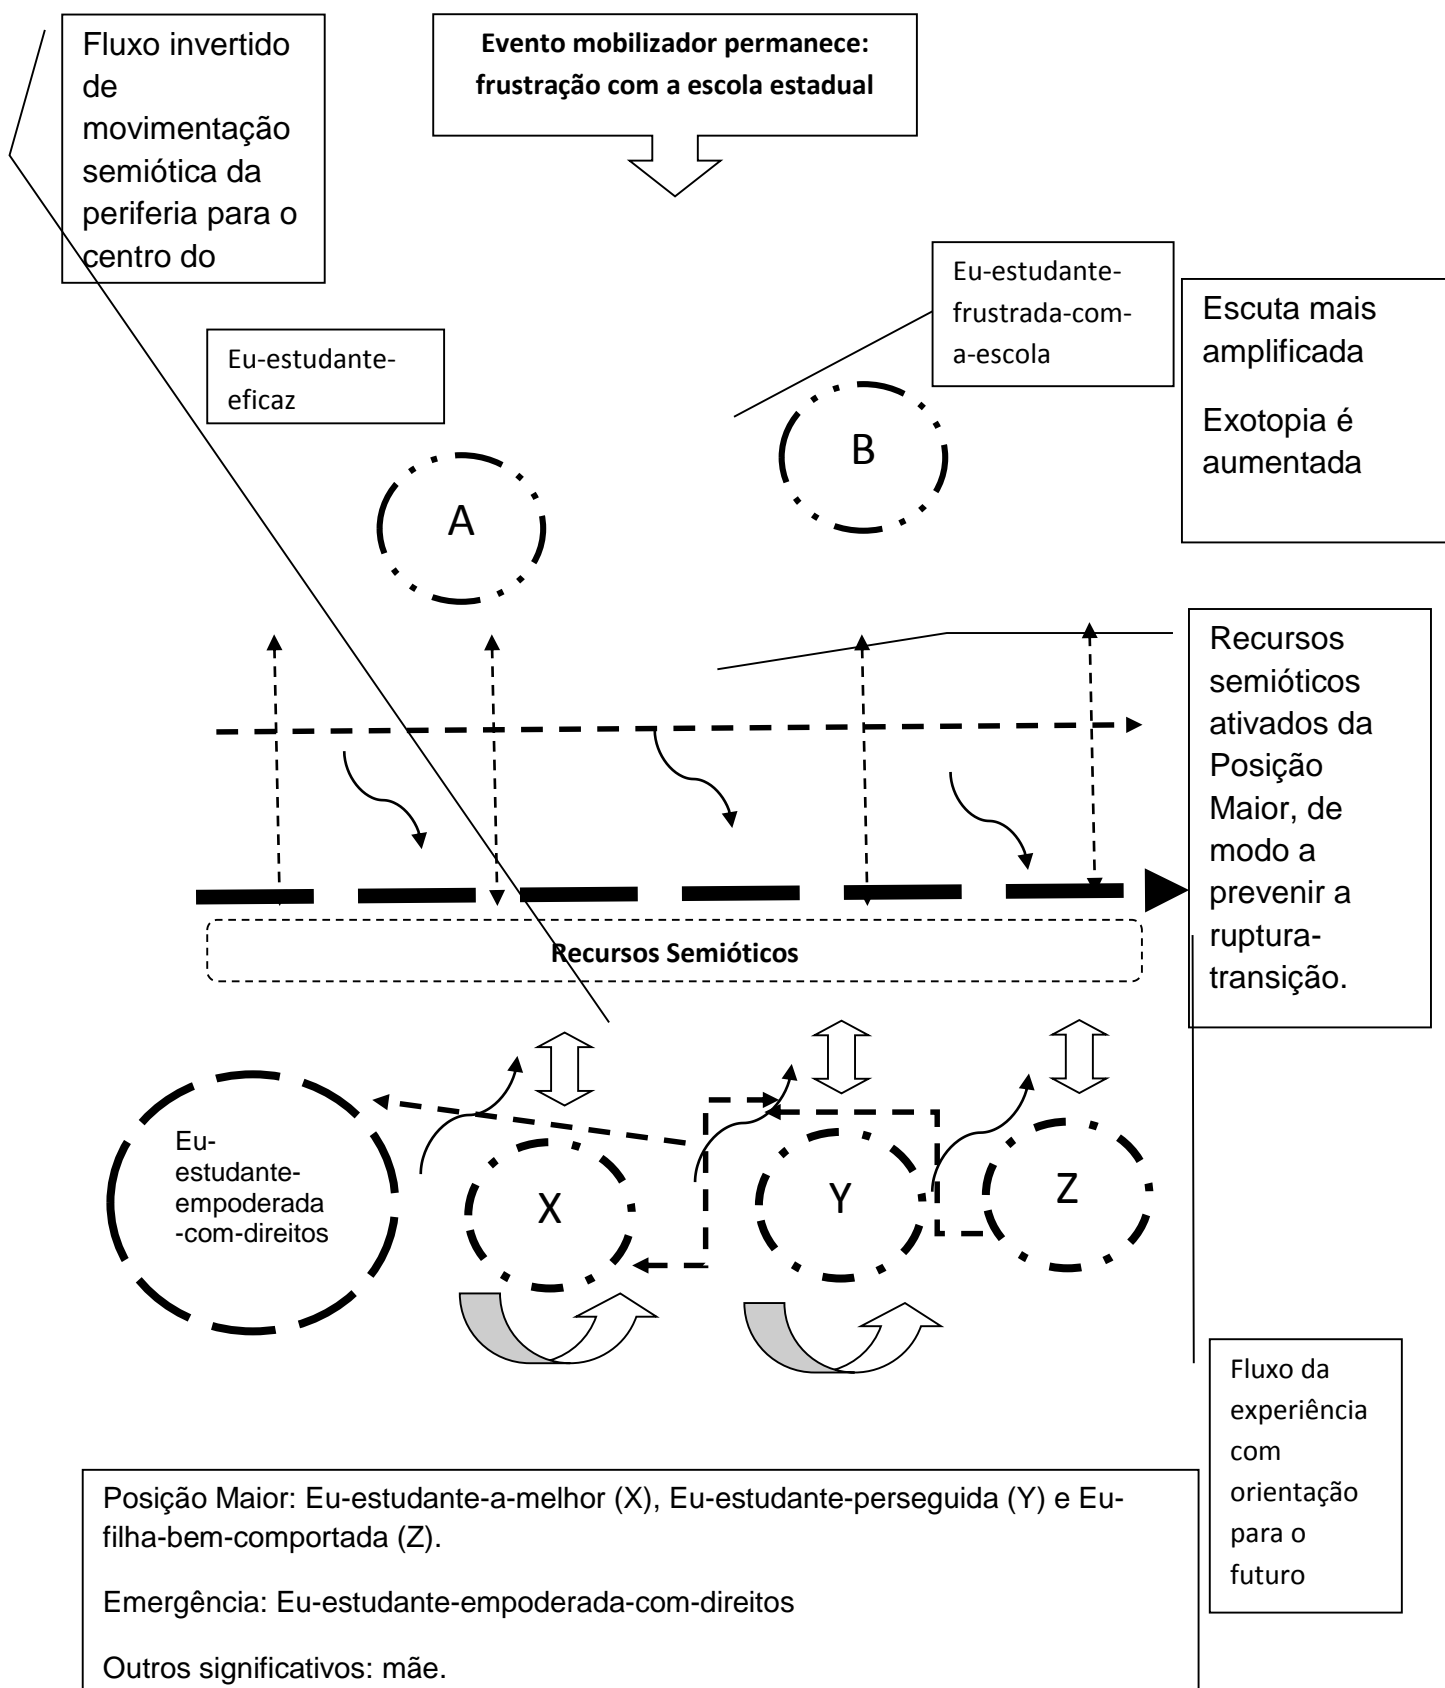 Fluxo invertido
de
movimentação
semiótica da
periferia para o
centro do
Evento mobilizador permanece:
frustração com a escola estadual
Eu-estudante-
frustrada-com-
a-escola
Escuta mais
amplificada
Exotopia é
aumentada
Eu-estudante-
eficaz
B
A
Recursos
semióticos
ativados da
Posição
Maior, de
modo a
prevenir a
ruptura-
transição.
Recursos Semióticos
Eu-
estudante-
empoderada
-com-direitos
X
Y
Z
Fluxo da
experiência
com
orientação
para o
futuro
Posição Maior: Eu-estudante-a-melhor (X), Eu-estudante-perseguida (Y) e Eu-
filha-bem-comportada (Z).
Emergência: Eu-estudante-empoderada-com-direitos
Outros significativos: mãe.